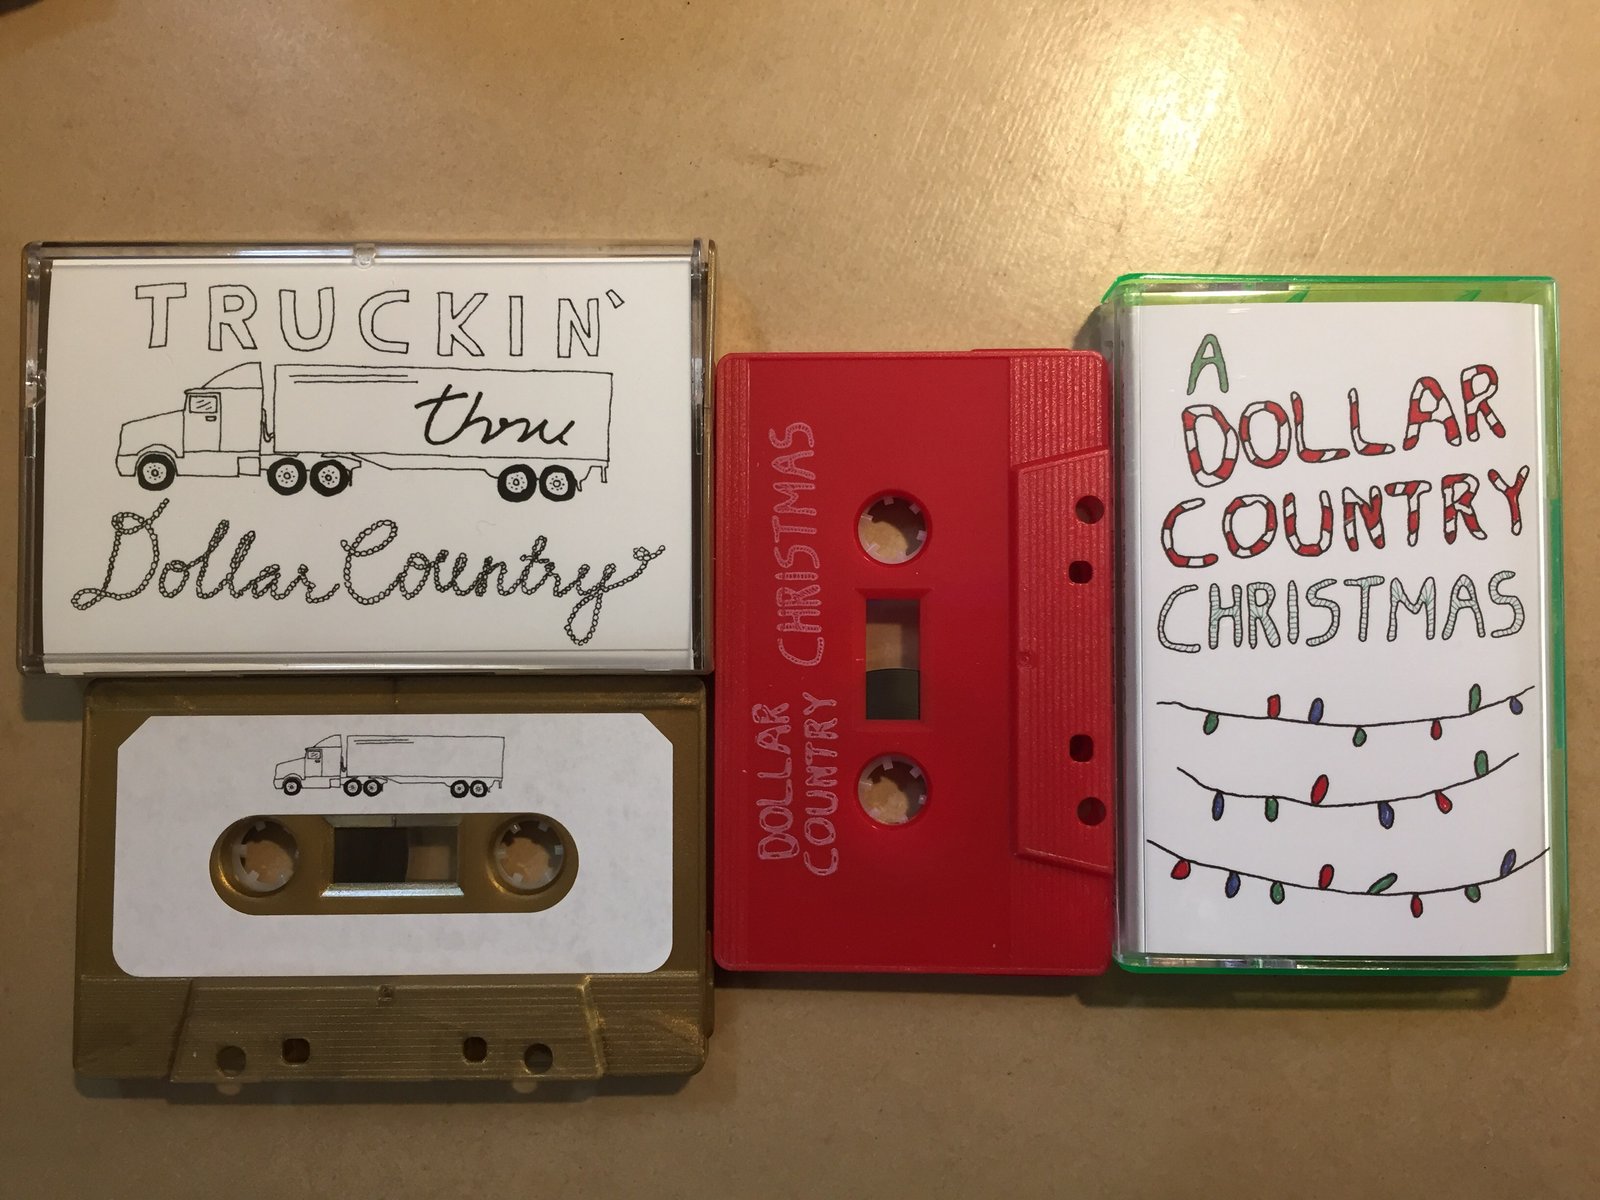 TRUCKIN'
thru
Dollar Country
DOLLAR
COUNTRY CHRISTMAS
A
DOLLAR
COUNTRY
CHRISTMAS